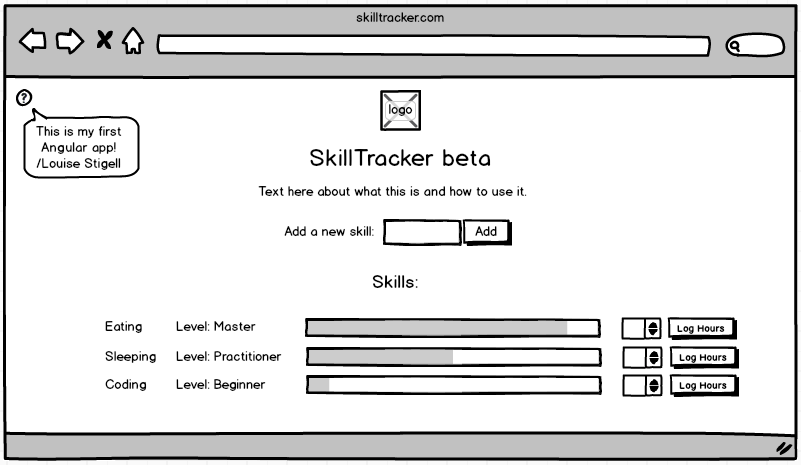 skilltracker.com
?
This is my first
Angular app!
/Louise Stigell
logo
SkillTracker beta
Text here about what this is and how to use it.
Add a new skill: Add
Skills:
Eating Level: Master Log Hours
Sleeping Level: Practitioner Log Hours
Coding Level: Beginner Log Hours